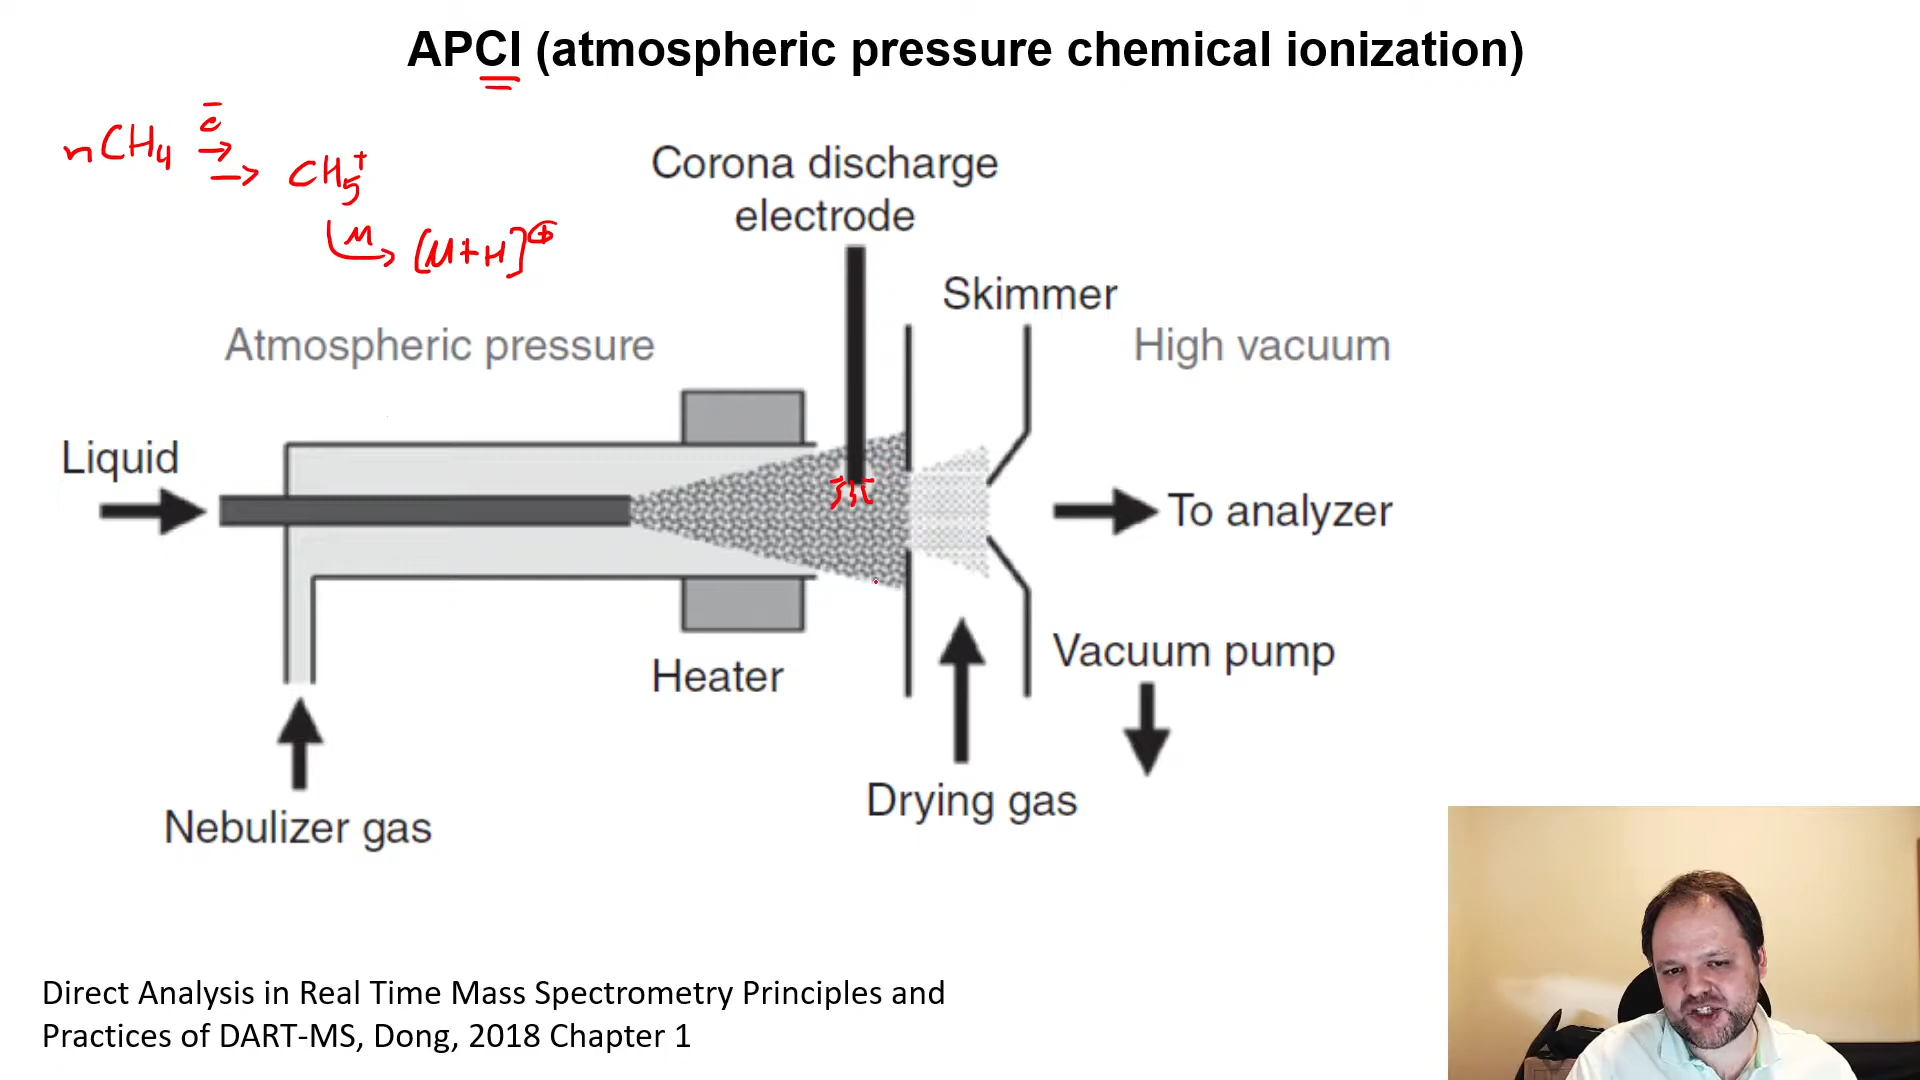 APCI (atmospheric pressure chemical ionization)
nCH₄ e⁻ → → CH₅⁺
M → [M+H]⊕
Corona discharge
electrode
Skimmer
Atmospheric pressure
High vacuum
Liquid
To analyzer
Vacuum pump
Heater
Drying gas
Nebulizer gas
Direct Analysis in Real Time Mass Spectrometry Principles and
Practices of DART-MS, Dong, 2018 Chapter 1